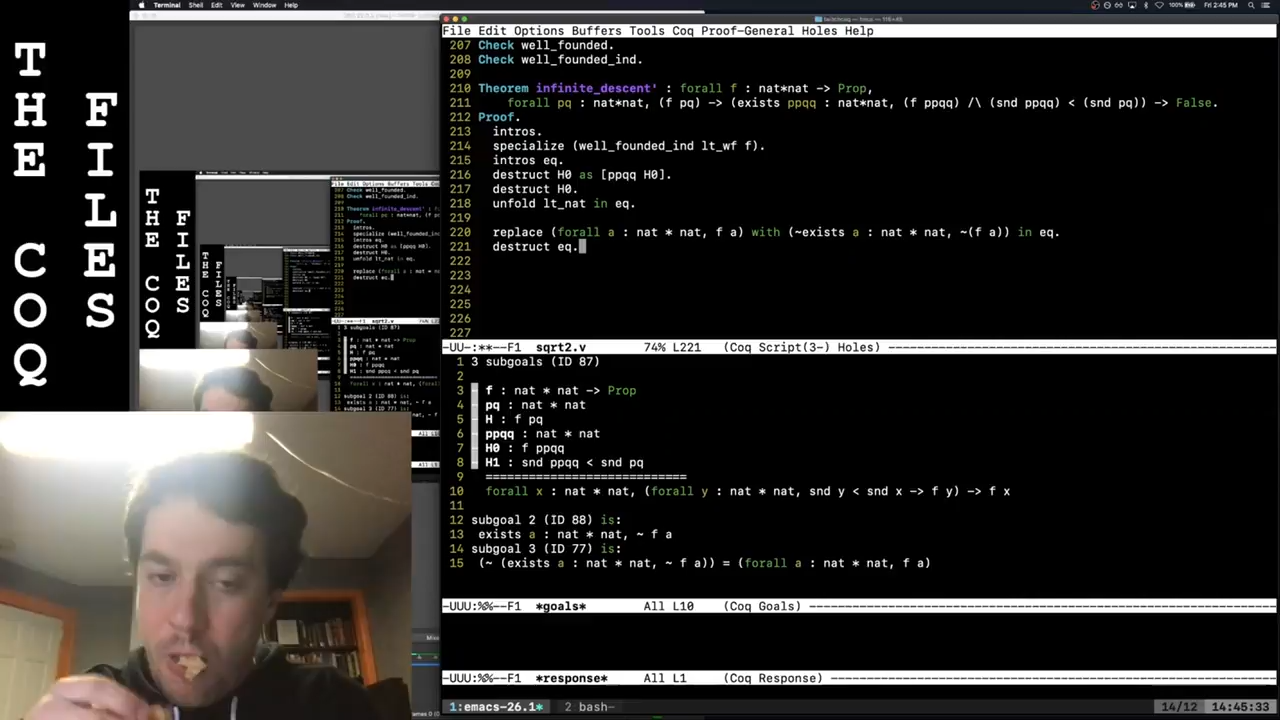 Terminal Shell Edit View Window Help
100% Fri 2:45 PM
THE COQ
FILES
File Edit Options Buffers Tools Coq Proof-General Holes Help
207 Check well_founded.
208 Check well_founded_ind.
209
210 Theorem infinite_descent' : forall f : nat*nat -> Prop,
211 forall pq : nat*nat, (f pq) -> (exists ppqq : nat*nat, (f ppqq) /\ (snd ppqq) < (snd pq)) -> False.
212 Proof.
213 intros.
214 specialize (well_founded_ind lt_wf f).
215 intros eq.
216 destruct H0 as [ppqq H0].
217 destruct H0.
218 unfold lt_nat in eq.
219
220 replace (forall a : nat * nat, f a) with (~exists a : nat * nat, ~(f a)) in eq.
221 destruct eq.
222
223
224
225
226
227
-UU-:**--F1 sqrt2.v 74% L221 (Coq Script(3-) Holes)
1 3 subgoals (ID 87)
2
3 f : nat * nat -> Prop
4 pq : nat * nat
5 H : f pq
6 ppqq : nat * nat
7 H0 : f ppqq
8 H1 : snd ppqq < snd pq
9 ============================
10 forall x : nat * nat, (forall y : nat * nat, snd y < snd x -> f y) -> f x
11
12 subgoal 2 (ID 88) is:
13 exists a : nat * nat, ~ f a
14 subgoal 3 (ID 77) is:
15 (~ (exists a : nat * nat, ~ f a)) = (forall a : nat * nat, f a)
-UUU:%%--F1 *goals* All L10 (Coq Goals)
-UUU:%%--F1 *response* All L1 (Coq Response)
1:emacs-26.1* 2 bash- 14/12 14:45:33